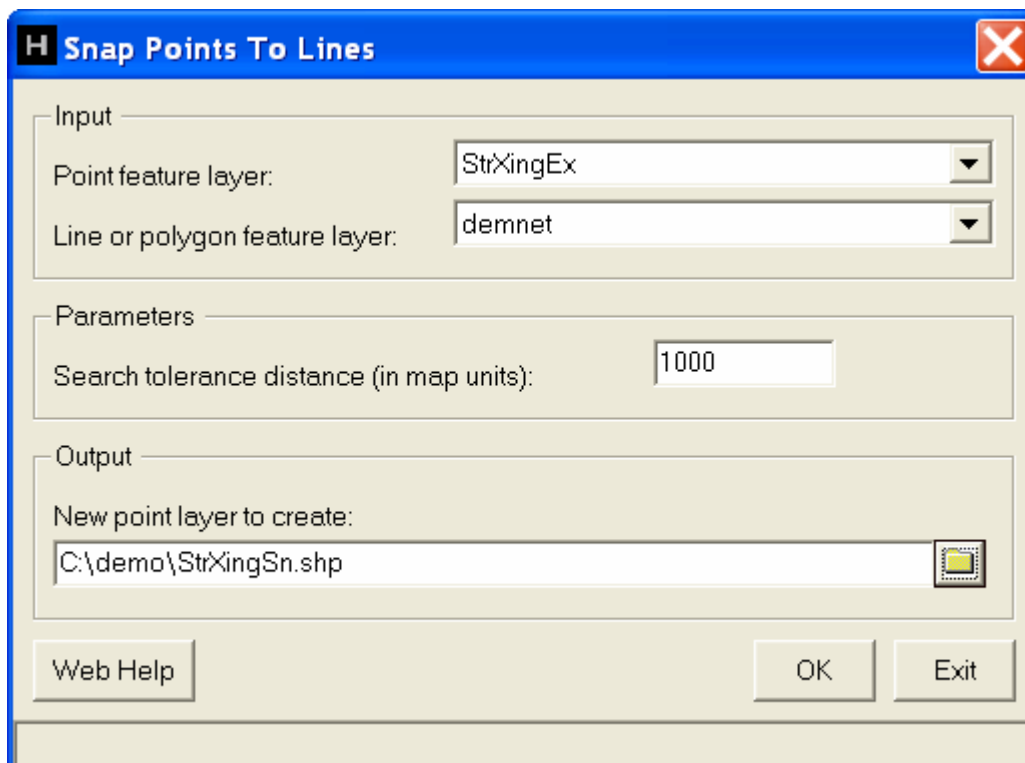 H Snap Points To Lines
Input
Point feature layer: StrXingEx
Line or polygon feature layer: demnet
Parameters
Search tolerance distance (in map units): 1000
Output
New point layer to create:
C:\demo\StrXingSn.shp
Web Help OK Exit